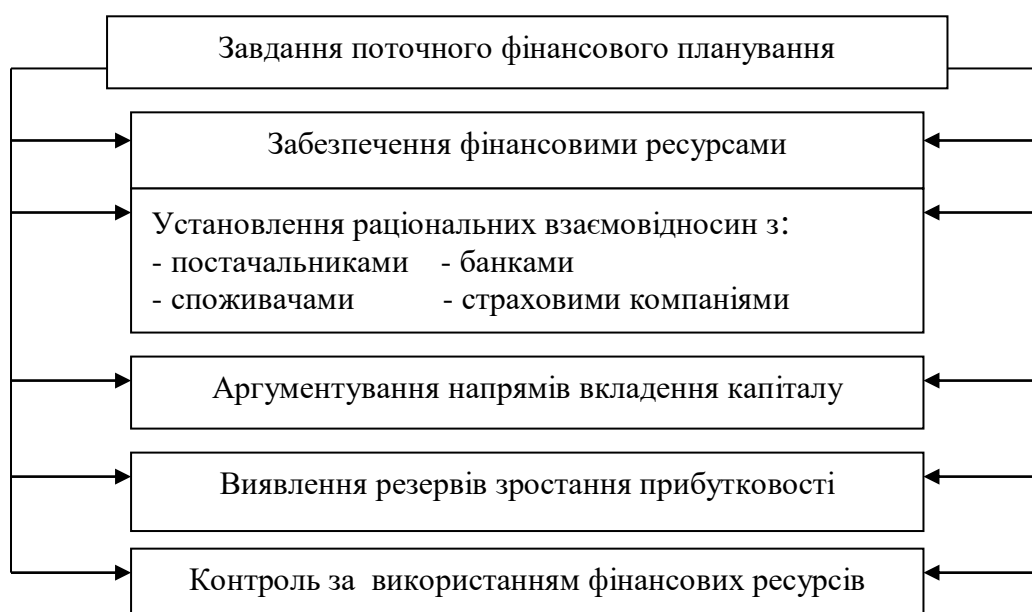 Завдання поточного фінансового планування
Забезпечення фінансовими ресурсами
Установлення раціональних взаємовідносин з:
- постачальниками - банками
- споживачами - страховими компаніями
Аргументування напрямів вкладення капіталу
Виявлення резервів зростання прибутковості
Контроль за використанням фінансових ресурсів